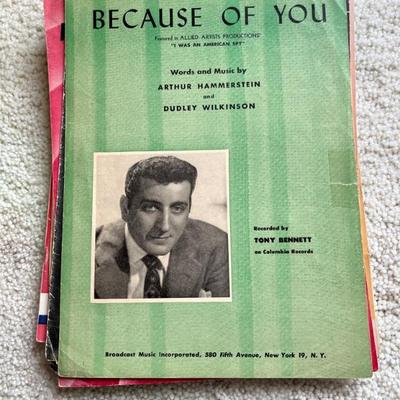 BECAUSE OF YOU
Featured in ALLIED ARTISTS PRODUCTIONS'
"I WAS AN AMERICAN SPY"
Words and Music by
ARTHUR HAMMERSTEIN
and
DUDLEY WILKINSON
Recorded by
TONY BENNETT
on Columbia Records
Broadcast Music Incorporated, 580 Fifth Avenue, New York 19, N. Y.